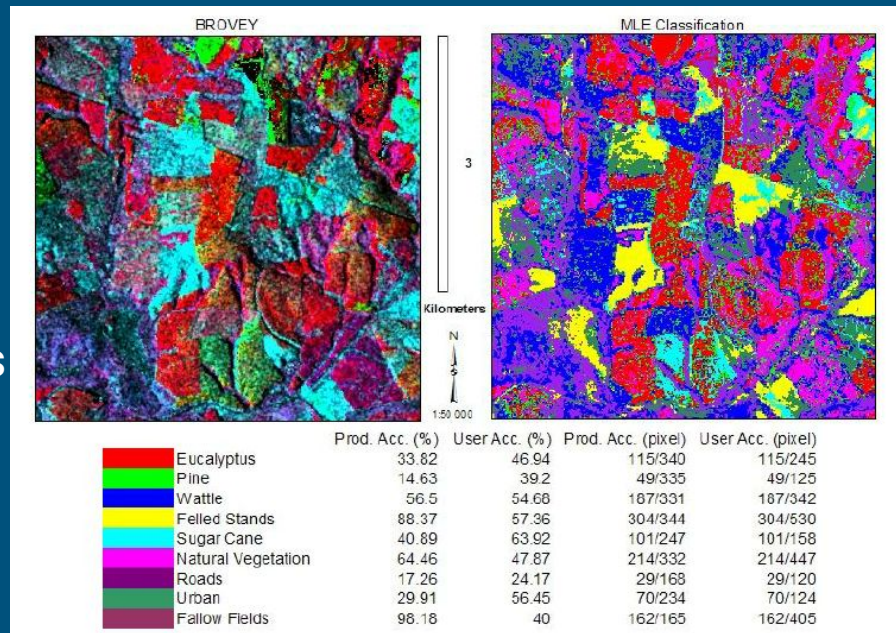 BROVEY
MLE Classification
3
Kilometers
N
S
1:50 000
s
Prod. Acc. (%) User Acc. (%) Prod. Acc. (pixel) User Acc. (pixel)
Eucalyptus 33.82 46.94 115/340 115/245
Pine 14.63 39.2 49/335 49/125
Wattle 56.5 54.68 187/331 187/342
Felled Stands 88.37 57.36 304/344 304/530
Sugar Cane 40.89 63.92 101/247 101/158
Natural Vegetation 64.46 47.87 214/332 214/447
Roads 17.26 24.17 29/168 29/120
Urban 29.91 56.45 70/234 70/124
Fallow Fields 98.18 40 162/165 162/405